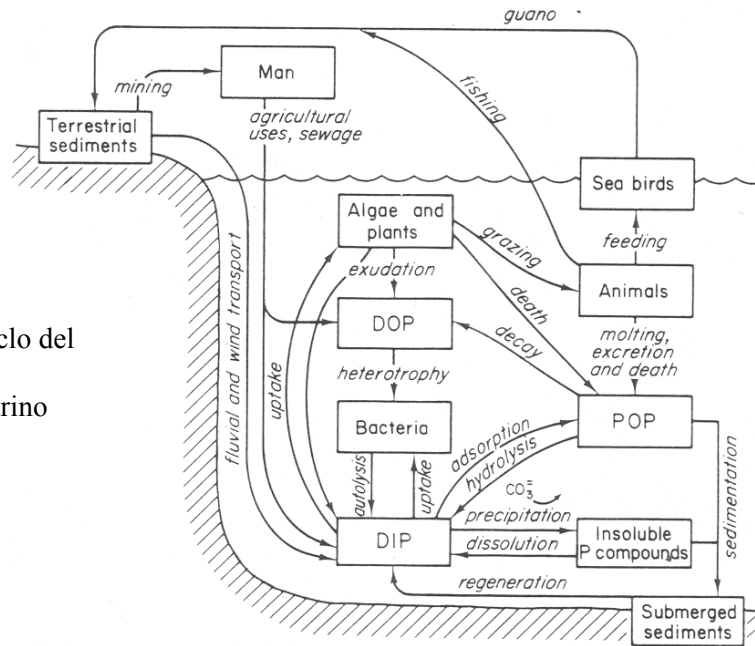 guano
mining
Man
fishing
Terrestrial
sediments
agricultural
uses, sewage
Sea birds
Algae and
plants
grazing
feeding
exudation
Animals
fluvial and wind transport
death
DOP
decay
molting,
excretion
and death
clo del
rino
uptake
heterotrophy
Bacteria
adsorption
hydrolysis
POP
autolysis
uptake
CO₃⁼
sedimentation
precipitation
DIP
dissolution
Insoluble
P compounds
regeneration
Submerged
sediments